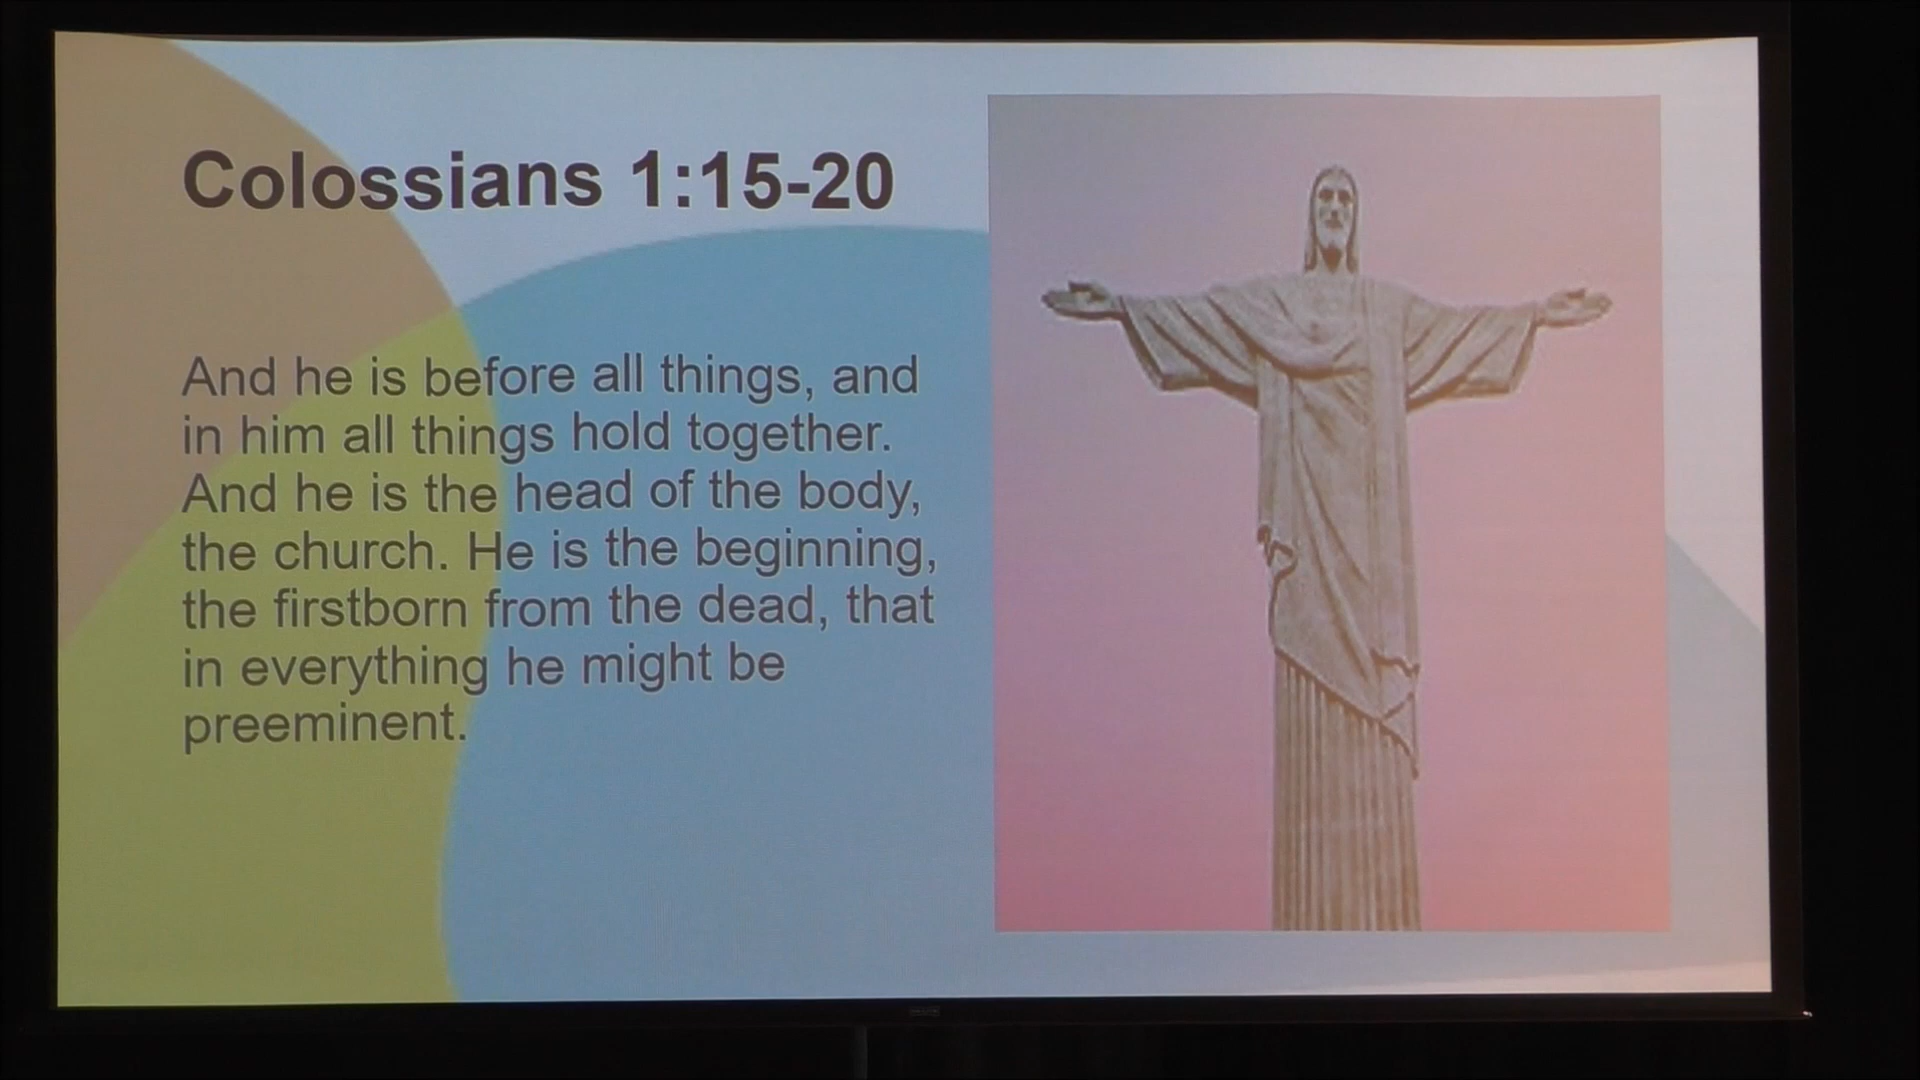 Colossians 1:15-20
And he is before all things, and
in him all things hold together.
And he is the head of the body,
the church. He is the beginning,
the firstborn from the dead, that
in everything he might be
preeminent.